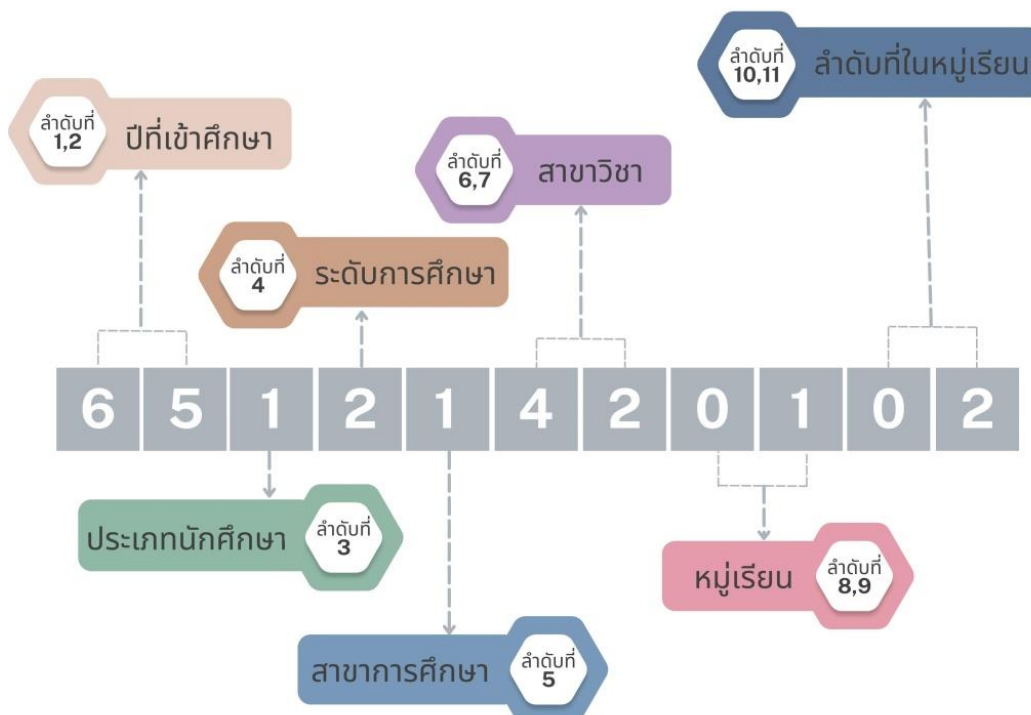 ลำดับที่
10,11
ลำดับที่ในหมู่เรียน
ลำดับที่
1,2
ปีที่เข้าศึกษา
ลำดับที่
6,7
สาขาวิชา
ลำดับที่
4
ระดับการศึกษา
6 5 1 2 1 4 2 0 1 0 2
ประเภทนักศึกษา
ลำดับที่
3
หมู่เรียน
ลำดับที่
8,9
สาขาการศึกษา
ลำดับที่
5